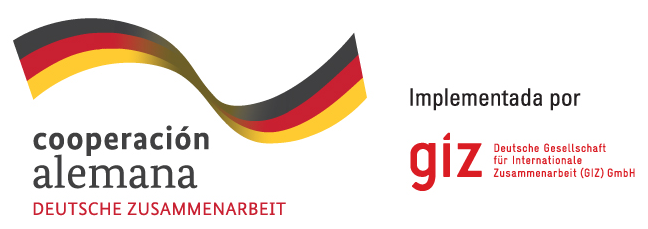 cooperación
alemana
DEUTSCHE ZUSAMMENARBEIT
Implementada por
giz
Deutsche Gesellschaft
für Internationale
Zusammenarbeit (GIZ) GmbH